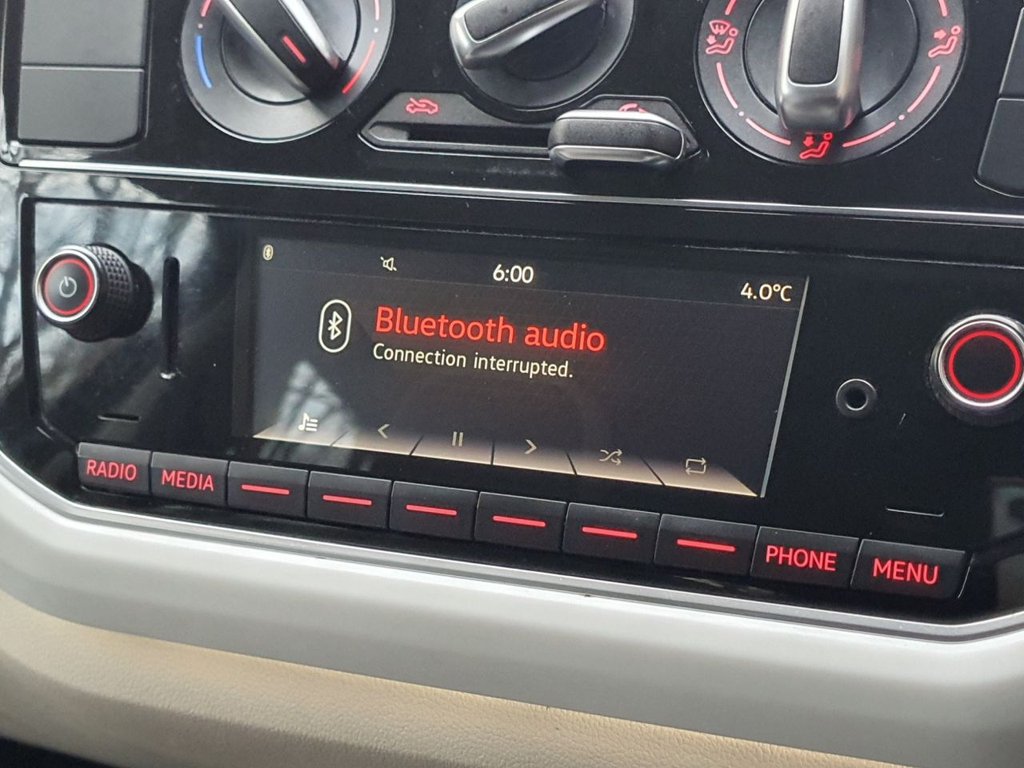 6:00
4.0°C
Bluetooth audio
Connection interrupted.
RADIO
MEDIA
PHONE
MENU